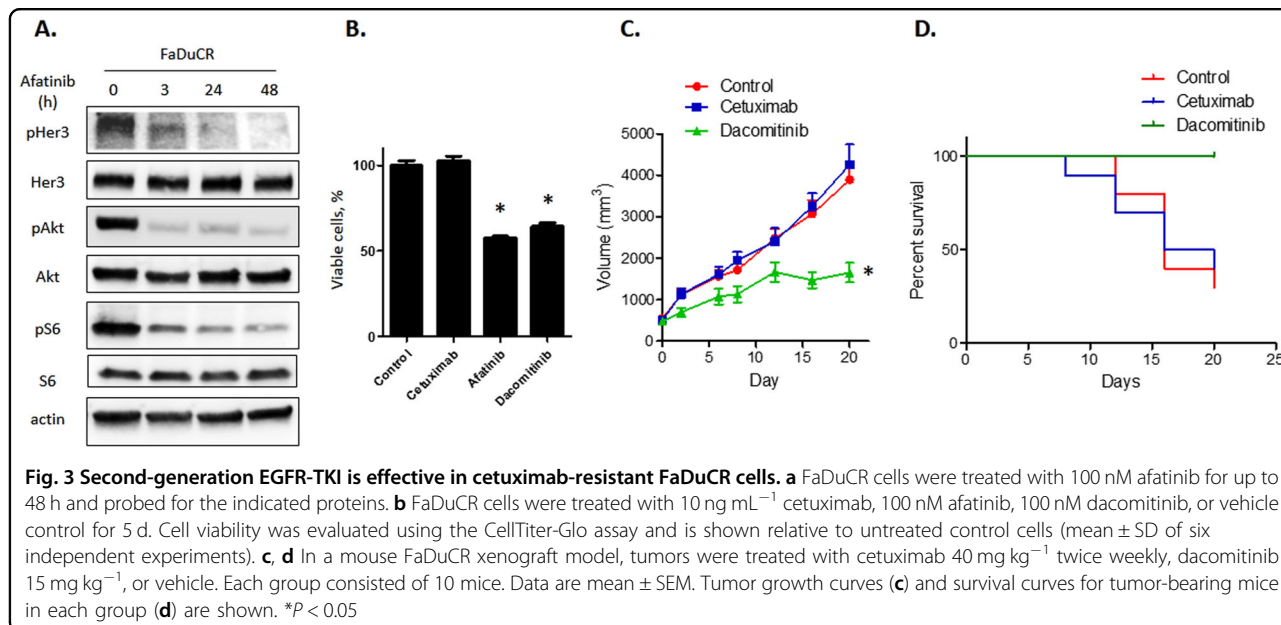 A.
FaDuCR
Afatinib
(h)
0 3 24 48
pHer3
Her3
pAkt
Akt
pS6
S6
actin
B.
Viable cells, %
100
50
0
Control
Cetuximab
Afatinib
Dacomitinib
*
*
C.
Control
Cetuximab
Dacomitinib
Volume (mm³)
5000
4000
3000
2000
1000
0
0 5 10 15 20
Day
*
D.
Control
Cetuximab
Dacomitinib
Percent survival
100
50
0
0 5 10 15 20 25
Days
Fig. 3 Second-generation EGFR-TKI is effective in cetuximab-resistant FaDuCR cells. a FaDuCR cells were treated with 100 nM afatinib for up to
48 h and probed for the indicated proteins. b FaDuCR cells were treated with 10 ng mL⁻¹ cetuximab, 100 nM afatinib, 100 nM dacomitinib, or vehicle
control for 5 d. Cell viability was evaluated using the CellTiter-Glo assay and is shown relative to untreated control cells (mean ± SD of six
independent experiments). c, d In a mouse FaDuCR xenograft model, tumors were treated with cetuximab 40 mg kg⁻¹ twice weekly, dacomitinib
15 mg kg⁻¹, or vehicle. Each group consisted of 10 mice. Data are mean ± SEM. Tumor growth curves (c) and survival curves for tumor-bearing mice
in each group (d) are shown. *P < 0.05